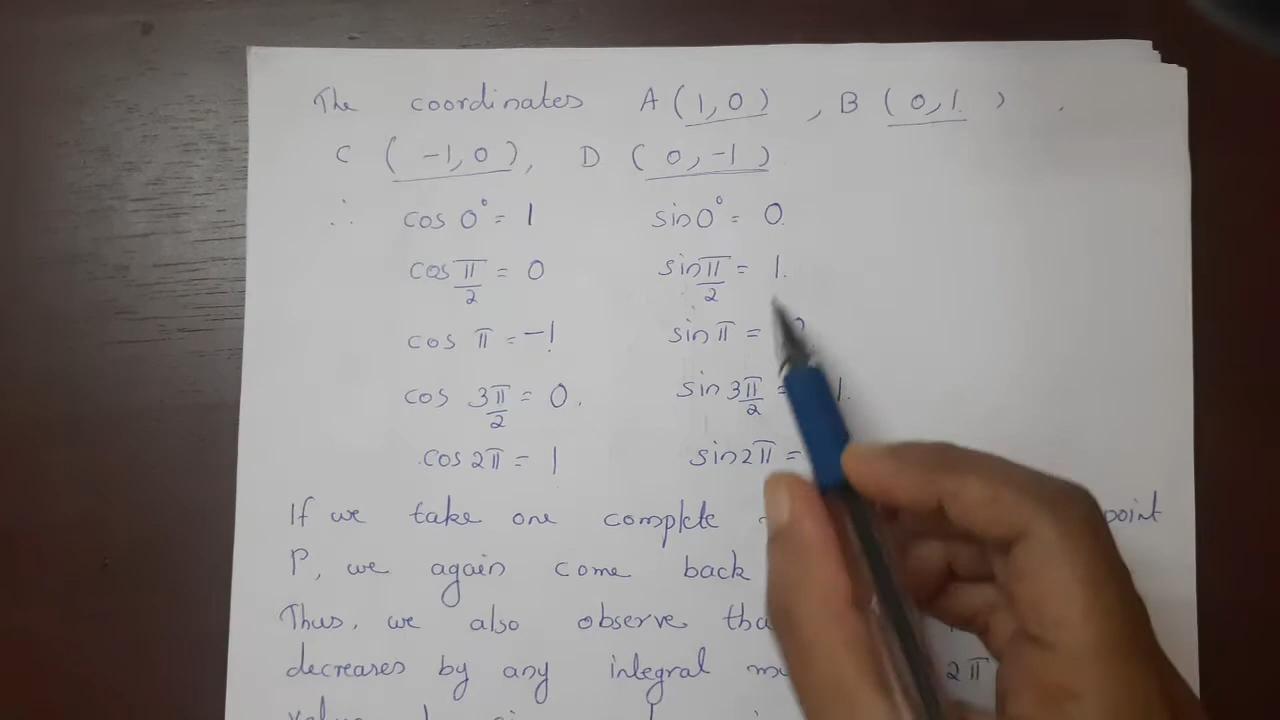 The coordinates A (1,0) , B (0,1 ) .
C (-1,0), D (0,-1)
∴ cos 0° = 1 sin 0° = 0.
cos π/2 = 0 sin π/2 = 1.
cos π = -1 sin π =
cos 3π/2 = 0. sin 3π/2 = 1.
cos 2π = 1 sin 2π =
If we take one complete point
P, we again come back
Thus, we also observe
decreases by any integral 2π